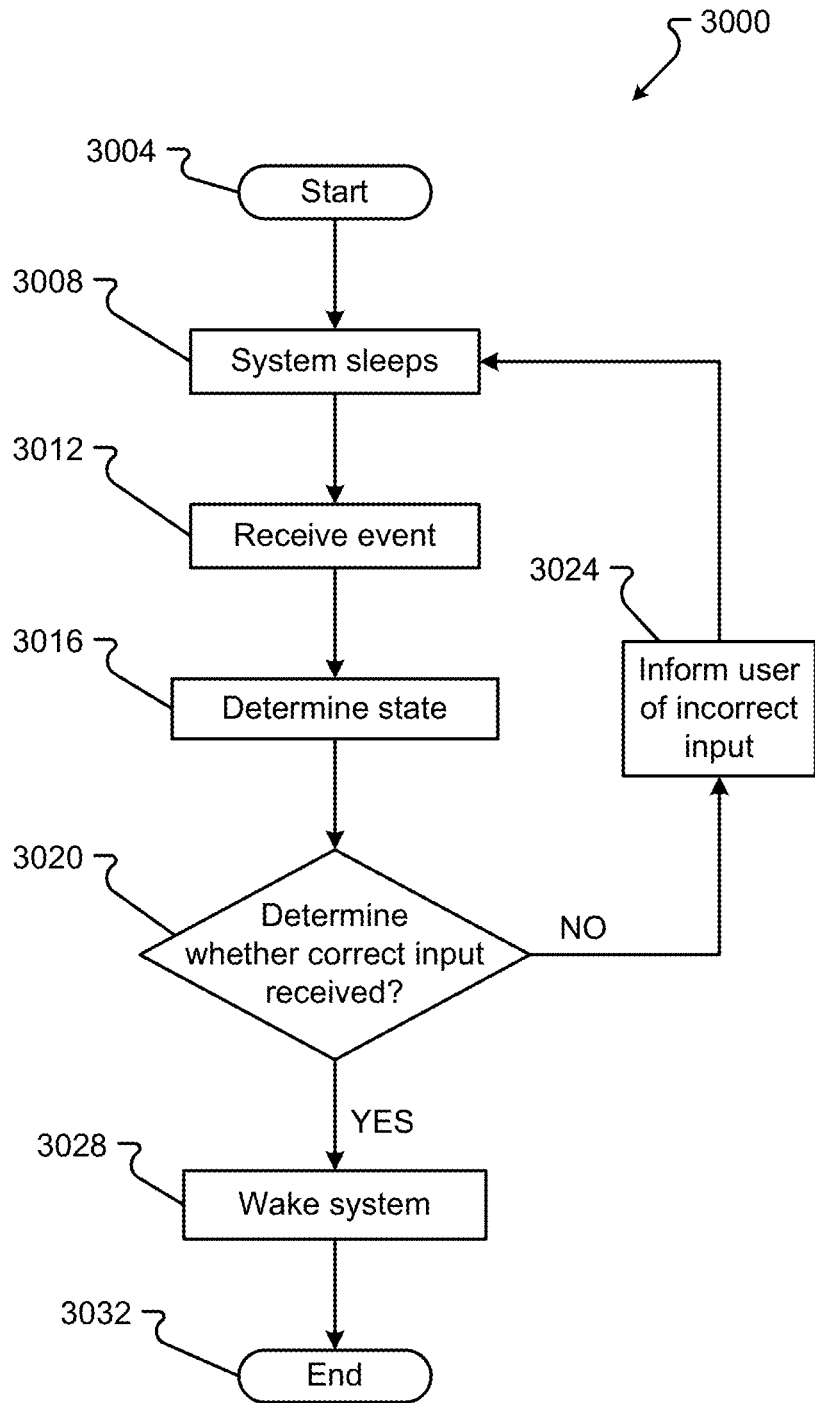 3000
3004
Start
3008
System sleeps
3012
Receive event
3024
3016
Inform user
of incorrect
input
Determine state
3020
Determine
whether correct input
received?
NO
YES
3028
Wake system
3032
End